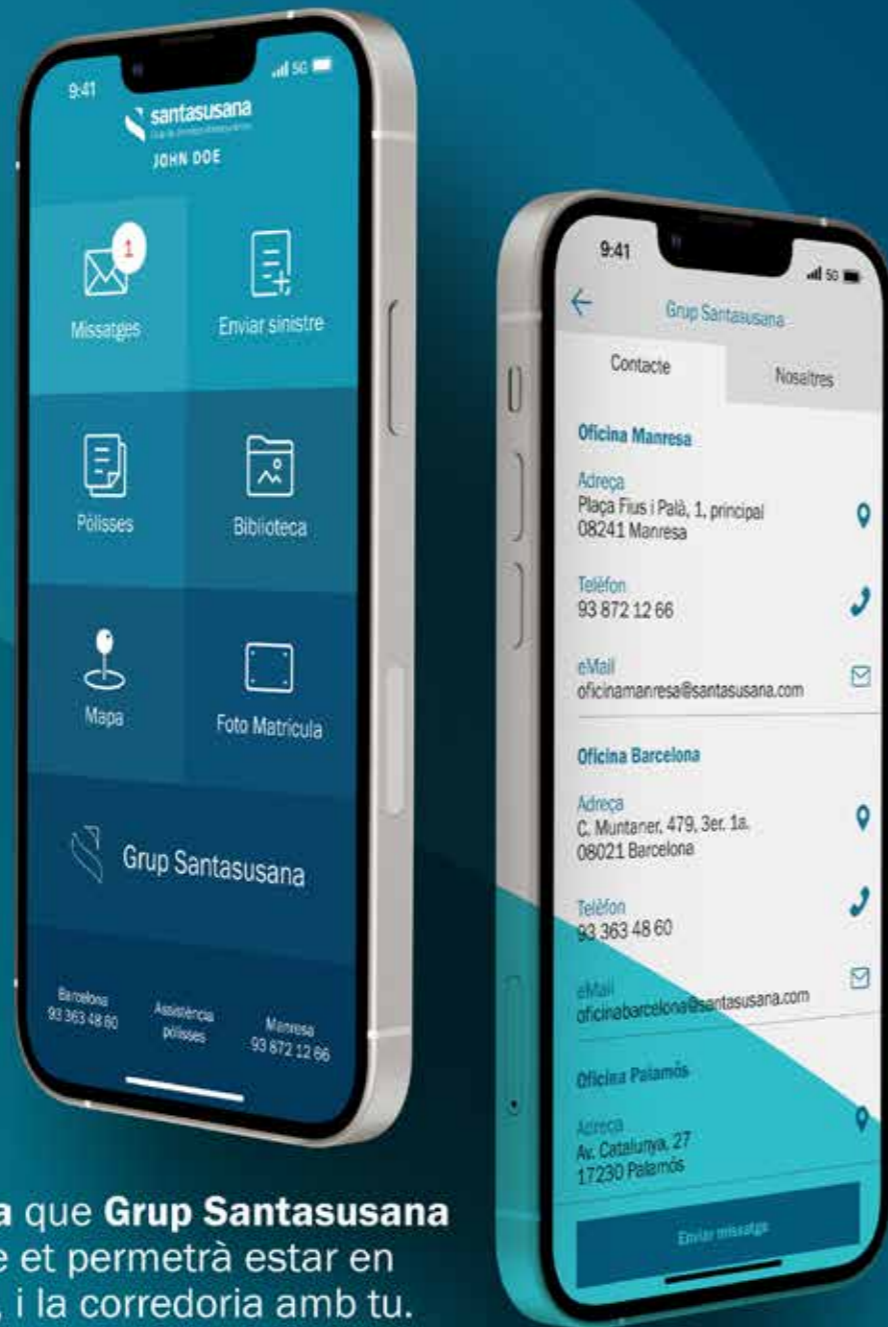 9:41
5G
santasusana
JOHN DOE
1
Missatges
Enviar sinistre
Pòlisses
Biblioteca
Mapa
Foto Matricula
Grup Santasusana
Barcelona
93 363 48 60
Assistència
pòlisses
Manresa
93 872 12 66
9:41
5G
Grup Santasusana
Contacte
Nosaltres
Oficina Manresa
Adreça
Plaça Fius i Palà, 1, principal
08241 Manresa
Telèfon
93 872 12 66
eMail
oficinamanresa@santasusana.com
Oficina Barcelona
Adreça
C. Muntaner, 479, 3er. 1a.
08021 Barcelona
Telèfon
93 363 48 60
eMail
oficinabarcelona@santasusana.com
Oficina Palamós
Adreça
Av. Catalunya, 27
17230 Palamós
Enviar missatge
a que Grup Santasusana
e et permetrà estar en
, i la corredoria amb tu.